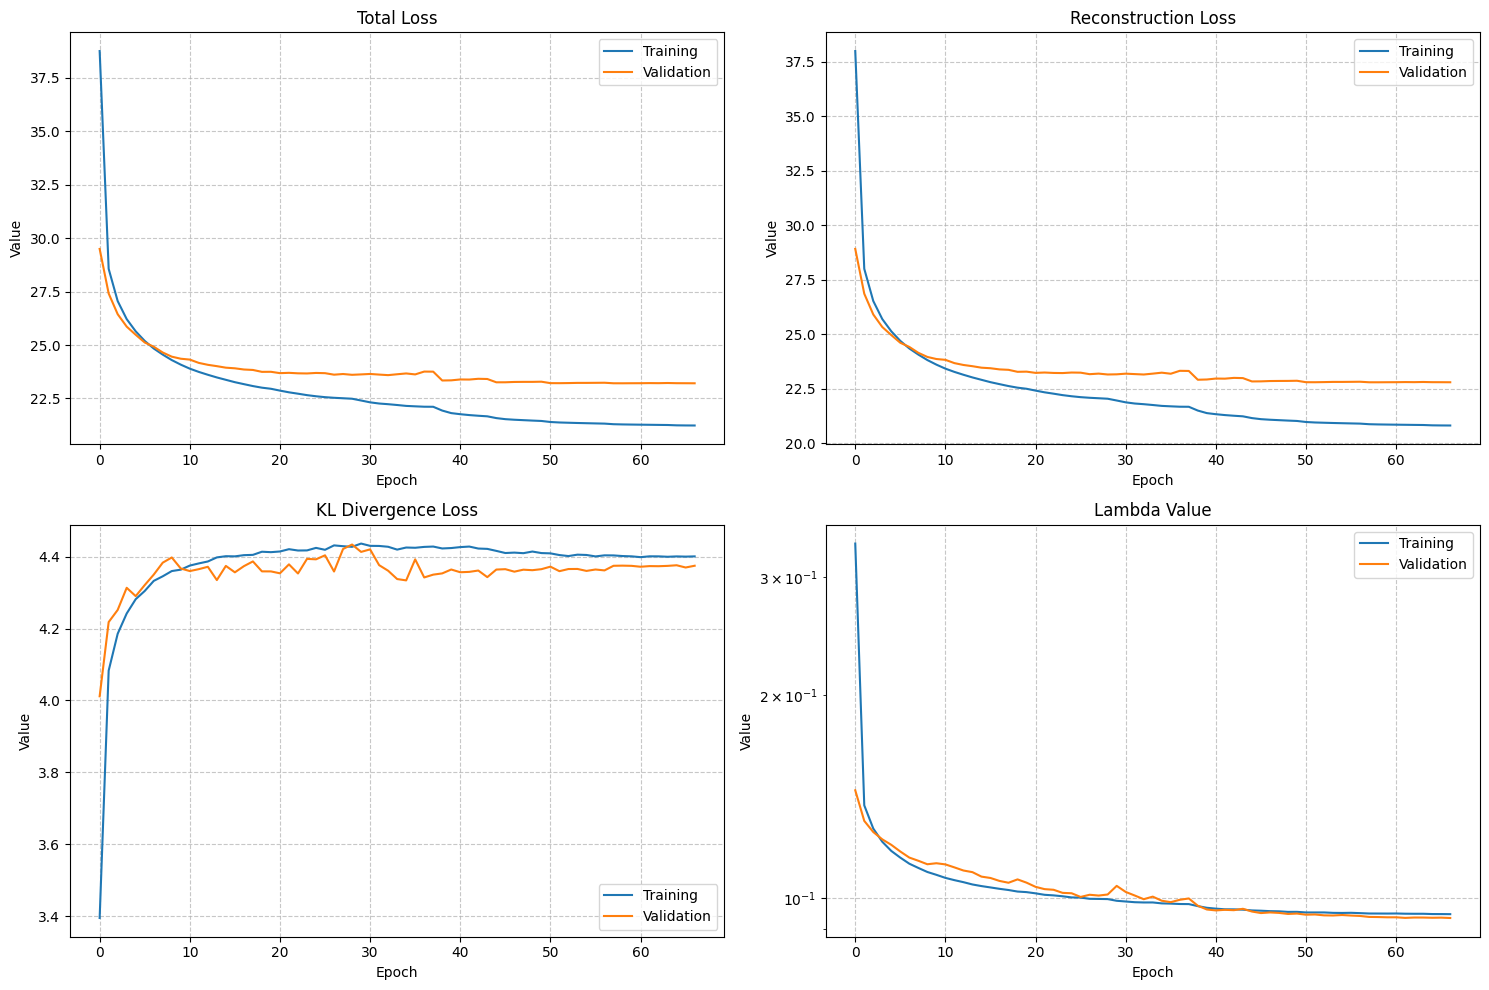 Total Loss
Training
Validation
37.5
35.0
32.5
30.0
27.5
25.0
22.5
Value
0 10 20 30 40 50 60
Epoch
Reconstruction Loss
Training
Validation
37.5
35.0
32.5
30.0
27.5
25.0
22.5
20.0
Value
0 10 20 30 40 50 60
Epoch
KL Divergence Loss
4.4
4.2
4.0
3.8
3.6
3.4
Value
Training
Validation
0 10 20 30 40 50 60
Epoch
Lambda Value
Training
Validation
3 × 10⁻¹
2 × 10⁻¹
10⁻¹
Value
0 10 20 30 40 50 60
Epoch